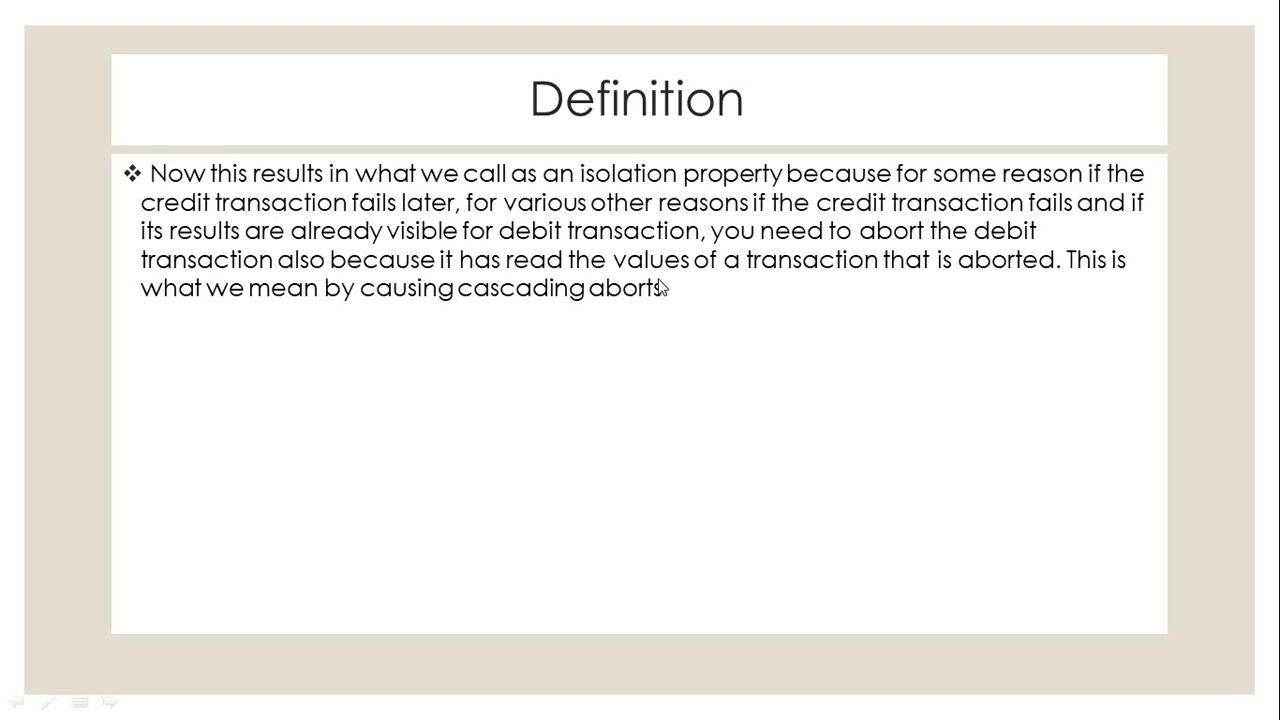 Definition
❖ Now this results in what we call as an isolation property because for some reason if the
credit transaction fails later, for various other reasons if the credit transaction fails and if
its results are already visible for debit transaction, you need to abort the debit
transaction also because it has read the values of a transaction that is aborted. This is
what we mean by causing cascading aborts